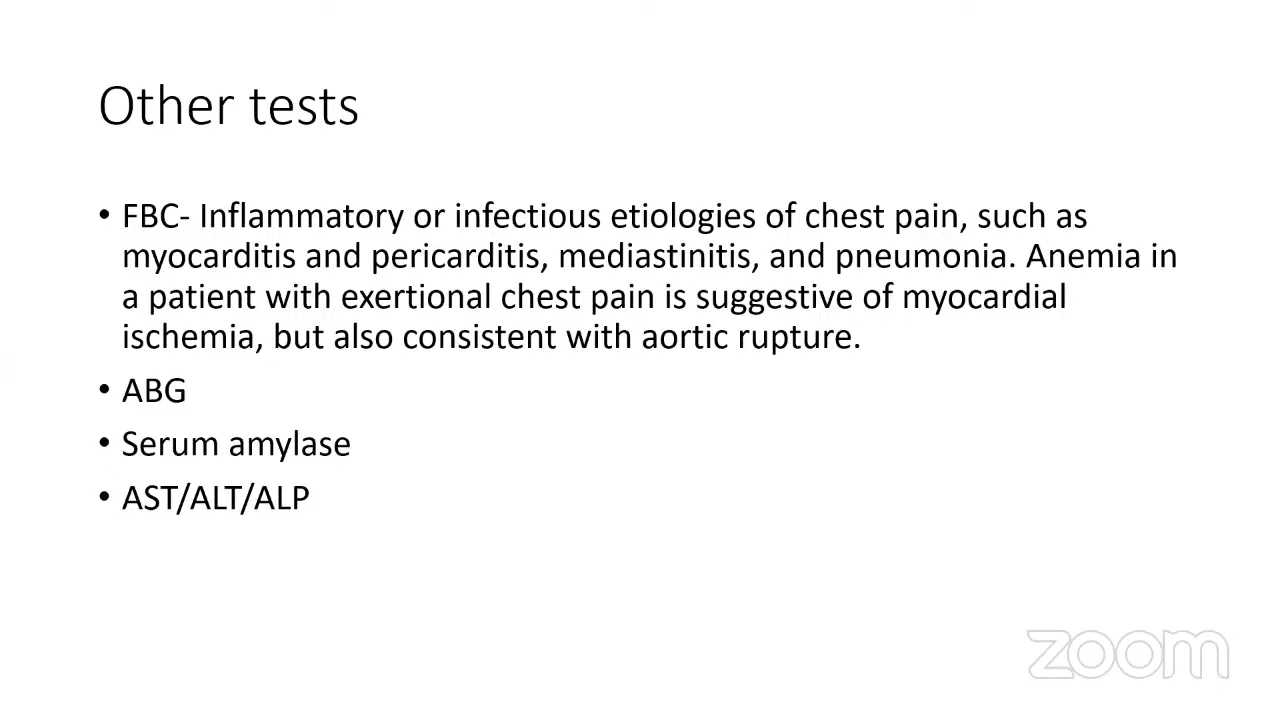 Other tests
• FBC- Inflammatory or infectious etiologies of chest pain, such as
myocarditis and pericarditis, mediastinitis, and pneumonia. Anemia in
a patient with exertional chest pain is suggestive of myocardial
ischemia, but also consistent with aortic rupture.
• ABG
• Serum amylase
• AST/ALT/ALP
zoom